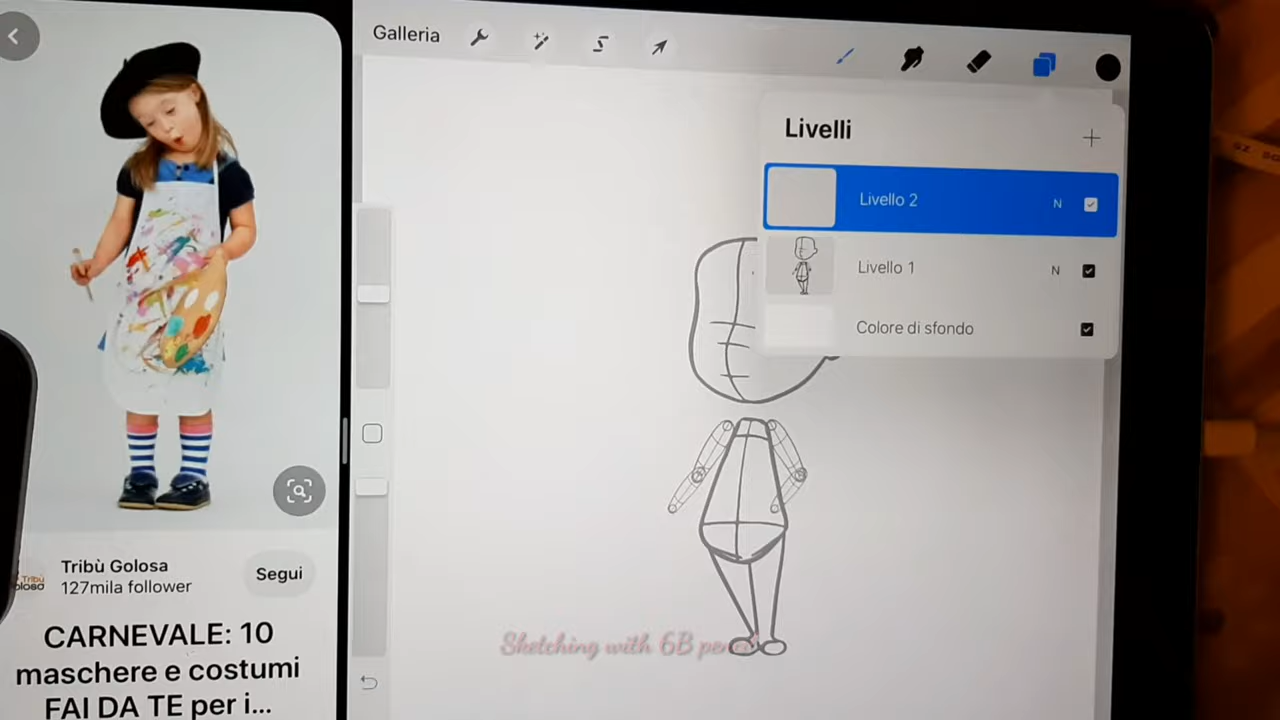 Galleria
Livelli
Livello 2
N
Livello 1
N
Colore di sfondo
Tribù Golosa
127mila follower
Segui
CARNEVALE: 10
maschere e costumi
FAI DA TE per i...
Sketching with 6B pencil